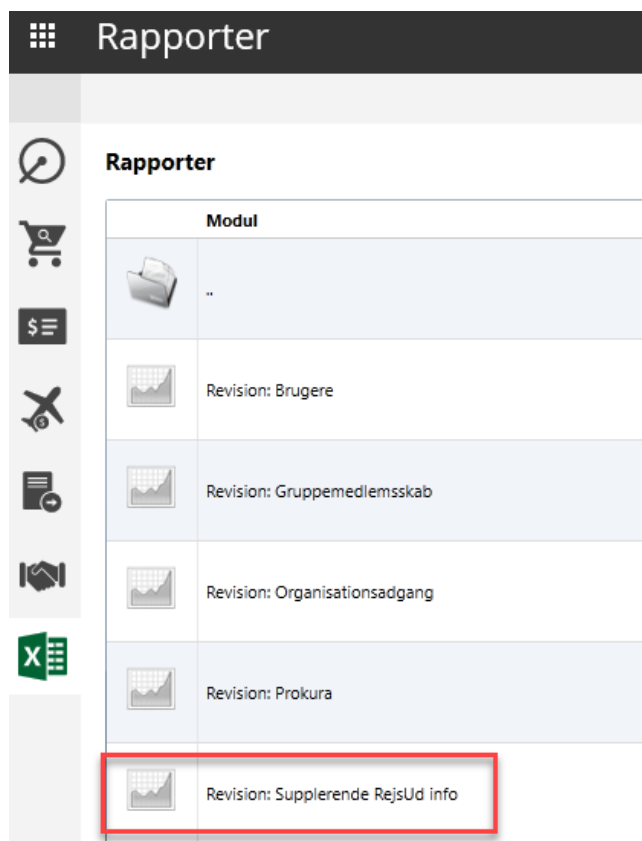 Rapporter
Rapporter
Modul
..
Revision: Brugere
$
$
Revision: Gruppemedlemsskab
Revision: Organisationsadgang
X
Revision: Prokura
Revision: Supplerende RejsUd info